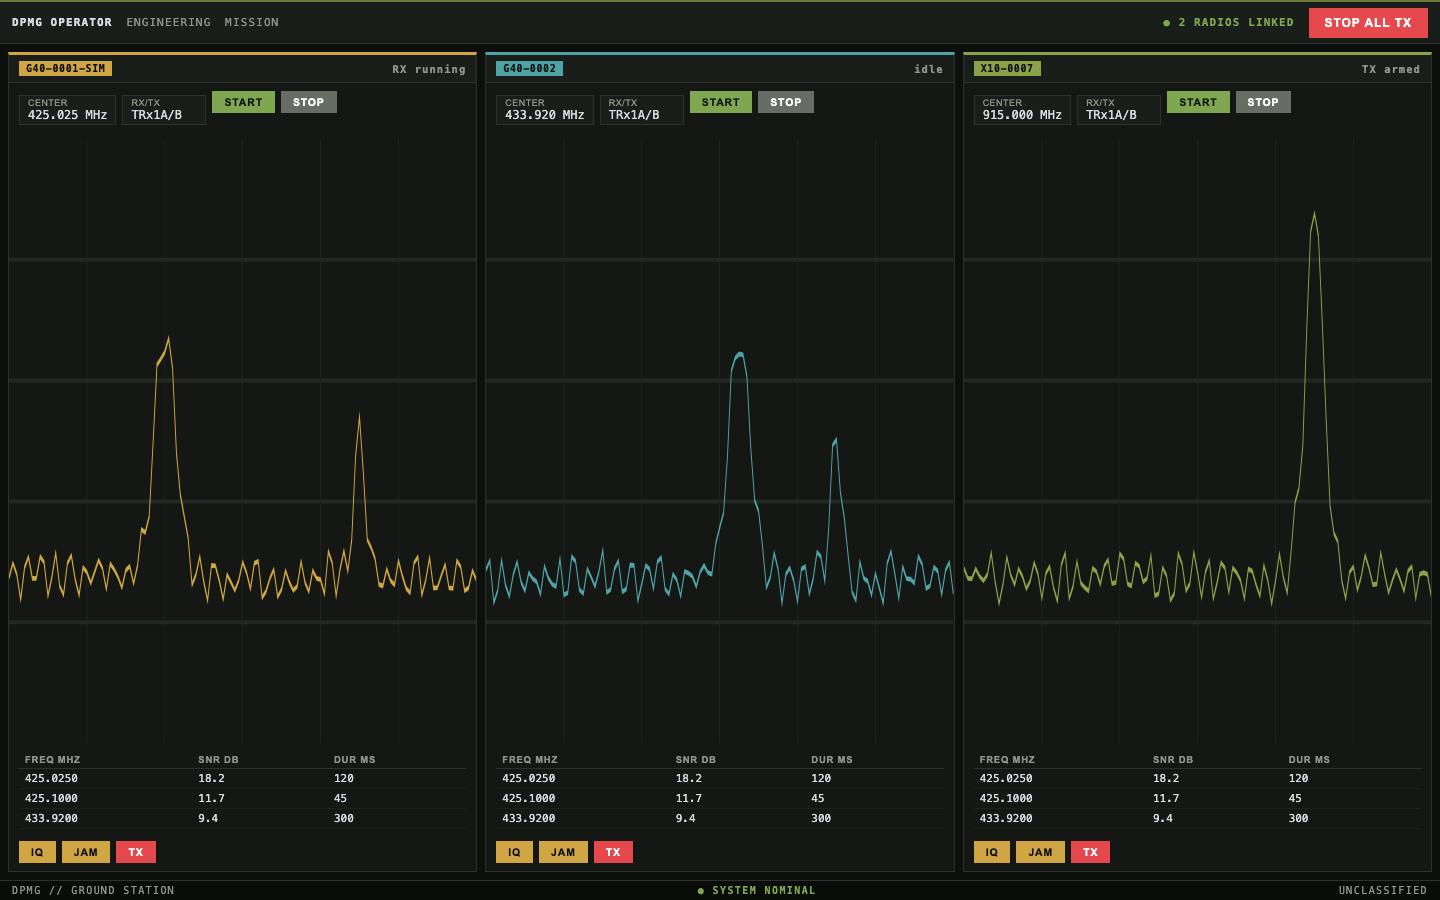 DPMG OPERATOR ENGINEERING MISSION ● 2 RADIOS LINKED STOP ALL TX
G40-0001-SIM RX running
CENTER
425.025 MHz
RX/TX
TRx1A/B
START STOP
FREQ MHZ SNR DB DUR MS
425.0250 18.2 120
425.1000 11.7 45
433.9200 9.4 300
IQ JAM TX
G40-0002 idle
CENTER
433.920 MHz
RX/TX
TRx1A/B
START STOP
FREQ MHZ SNR DB DUR MS
425.0250 18.2 120
425.1000 11.7 45
433.9200 9.4 300
IQ JAM TX
X10-0007 TX armed
CENTER
915.000 MHz
RX/TX
TRx1A/B
START STOP
FREQ MHZ SNR DB DUR MS
425.0250 18.2 120
425.1000 11.7 45
433.9200 9.4 300
IQ JAM TX
DPMG // GROUND STATION ● SYSTEM NOMINAL UNCLASSIFIED